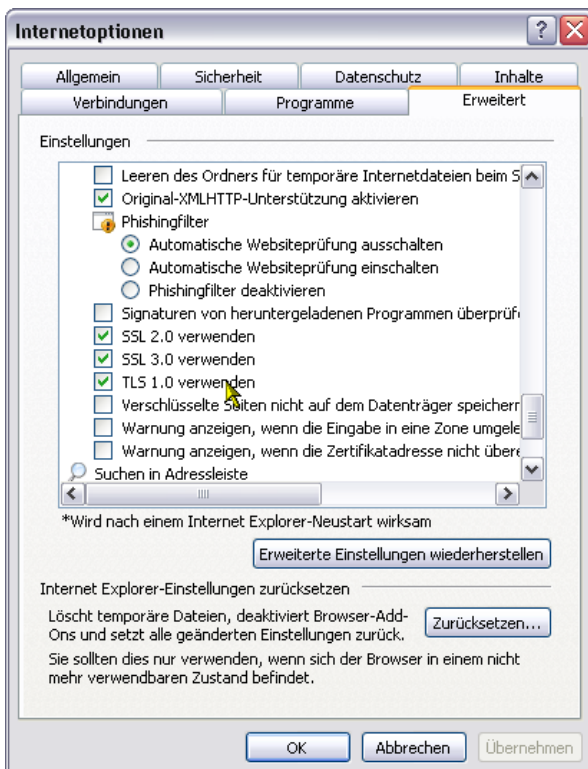 Internetoptionen
Allgemein Sicherheit Datenschutz Inhalte
Verbindungen Programme Erweitert
Einstellungen
Leeren des Ordners für temporäre Internetdateien beim S
Original-XMLHTTP-Unterstützung aktivieren
Phishingfilter
Automatische Websiteprüfung ausschalten
Automatische Websiteprüfung einschalten
Phishingfilter deaktivieren
Signaturen von heruntergeladenen Programmen überprüf
SSL 2.0 verwenden
SSL 3.0 verwenden
TLS 1.0 verwenden
Verschlüsselte Seiten nicht auf dem Datenträger speicher
Warnung anzeigen, wenn die Eingabe in eine Zone umgele
Warnung anzeigen, wenn die Zertifikatadresse nicht übere
Suchen in Adressleiste
*Wird nach einem Internet Explorer-Neustart wirksam
Erweiterte Einstellungen wiederherstellen
Internet Explorer-Einstellungen zurücksetzen
Löscht temporäre Dateien, deaktiviert Browser-Add-
Ons und setzt alle geänderten Einstellungen zurück.
Zurücksetzen...
Sie sollten dies nur verwenden, wenn sich der Browser in einem nicht
mehr verwendbaren Zustand befindet.
OK Abbrechen Übernehmen